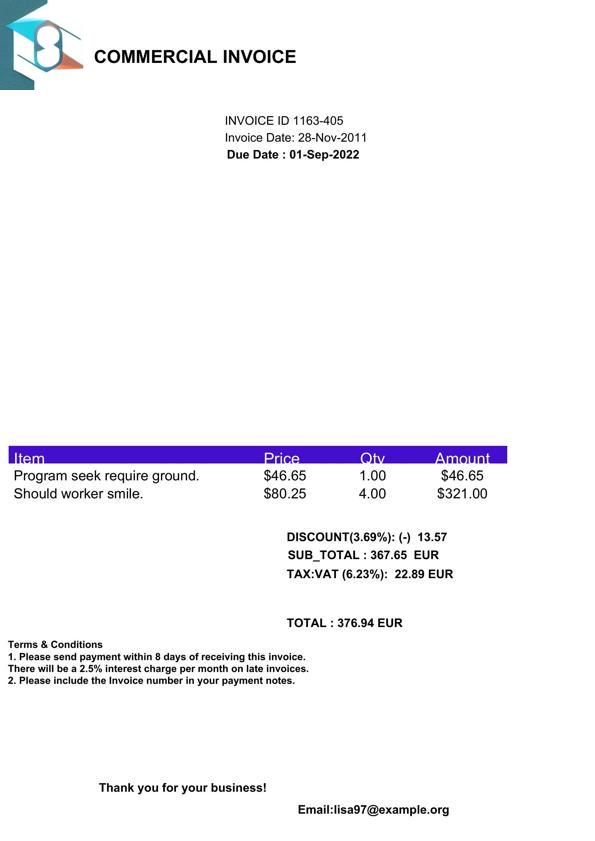 COMMERCIAL INVOICE
INVOICE ID 1163-405
Invoice Date: 28-Nov-2011
Due Date : 01-Sep-2022
Item Price Qty Amount
Program seek require ground. $46.65 1.00 $46.65
Should worker smile. $80.25 4.00 $321.00
DISCOUNT(3.69%): (-) 13.57
SUB_TOTAL : 367.65 EUR
TAX:VAT (6.23%): 22.89 EUR
TOTAL : 376.94 EUR
Terms & Conditions
1. Please send payment within 8 days of receiving this invoice.
There will be a 2.5% interest charge per month on late invoices.
2. Please include the Invoice number in your payment notes.
Thank you for your business!
Email:lisa97@example.org